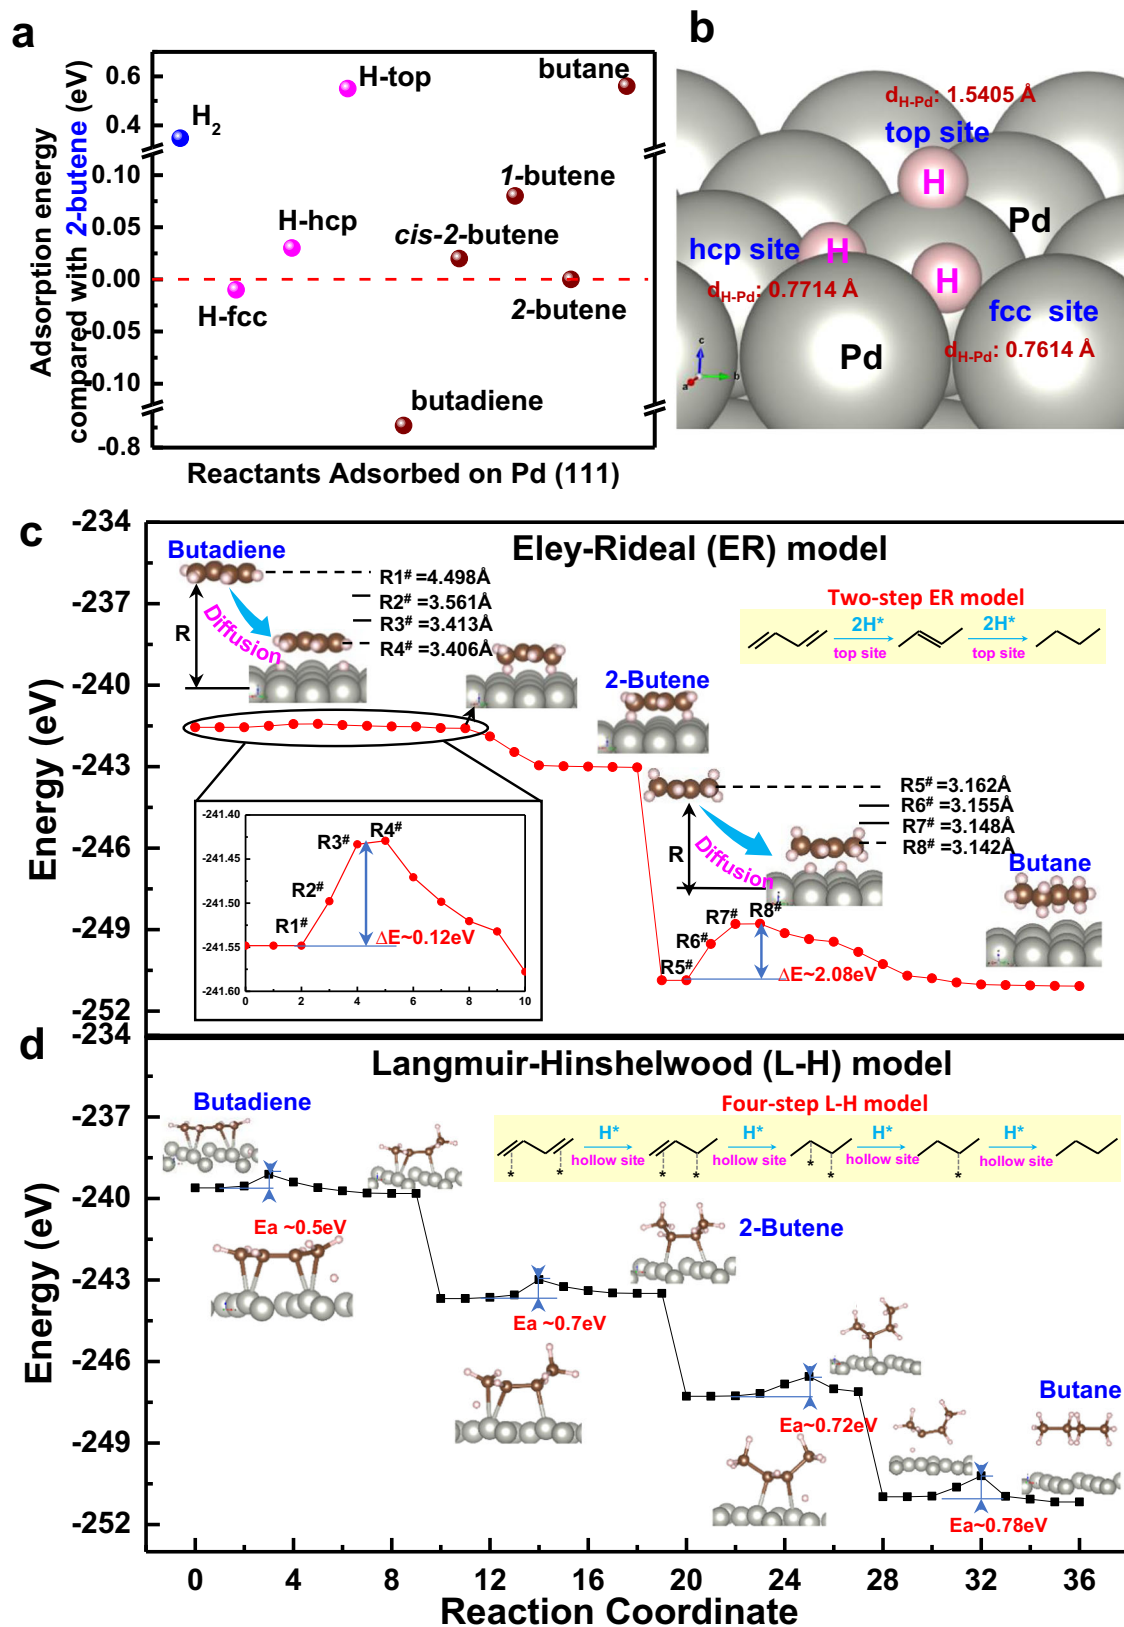 a
Adsorption energy
compared with 2-butene (eV)
0.6
0.4
0.10
0.05
0.00
-0.05
-0.10
-0.8
H2
H-top
butane
1-butene
H-hcp
cis-2-butene
H-fcc
2-butene
butadiene
Reactants Adsorbed on Pd (111)
b
dH-Pd: 1.5405 Å
top site
H
Pd
hcp site
H
H
dH-Pd: 0.7714 Å
fcc site
Pd
dH-Pd: 0.7614 Å
c
b
a
c
Energy (eV)
-234
-237
-240
-243
-246
-249
-252
Eley-Rideal (ER) model
Butadiene
R1# =4.498Å
R2# =3.561Å
R3# =3.413Å
R4# =3.406Å
R
Diffusion
Two-step ER model
2H*
2H*
top site
top site
2-Butene
R5# =3.162Å
R6# =3.155Å
R7# =3.148Å
R8# =3.142Å
R
Diffusion
Butane
-241.40
-241.45
-241.50
-241.55
-241.60
R1#
R2#
R3#
R4#
ΔE~0.12eV
0 2 4 6 8 10
R5#
R6#
R7#
R8#
ΔE~2.08eV
d
Energy (eV)
-234
-237
-240
-243
-246
-249
-252
Langmuir-Hinshelwood (L-H) model
Butadiene
Four-step L-H model
H*
H*
H*
H*
hollow site
hollow site
hollow site
hollow site
* * * * * *
Ea ~0.5eV
2-Butene
Ea ~0.7eV
Ea~0.72eV
Butane
Ea~0.78eV
0 4 8 12 16 20 24 28 32 36
Reaction Coordinate